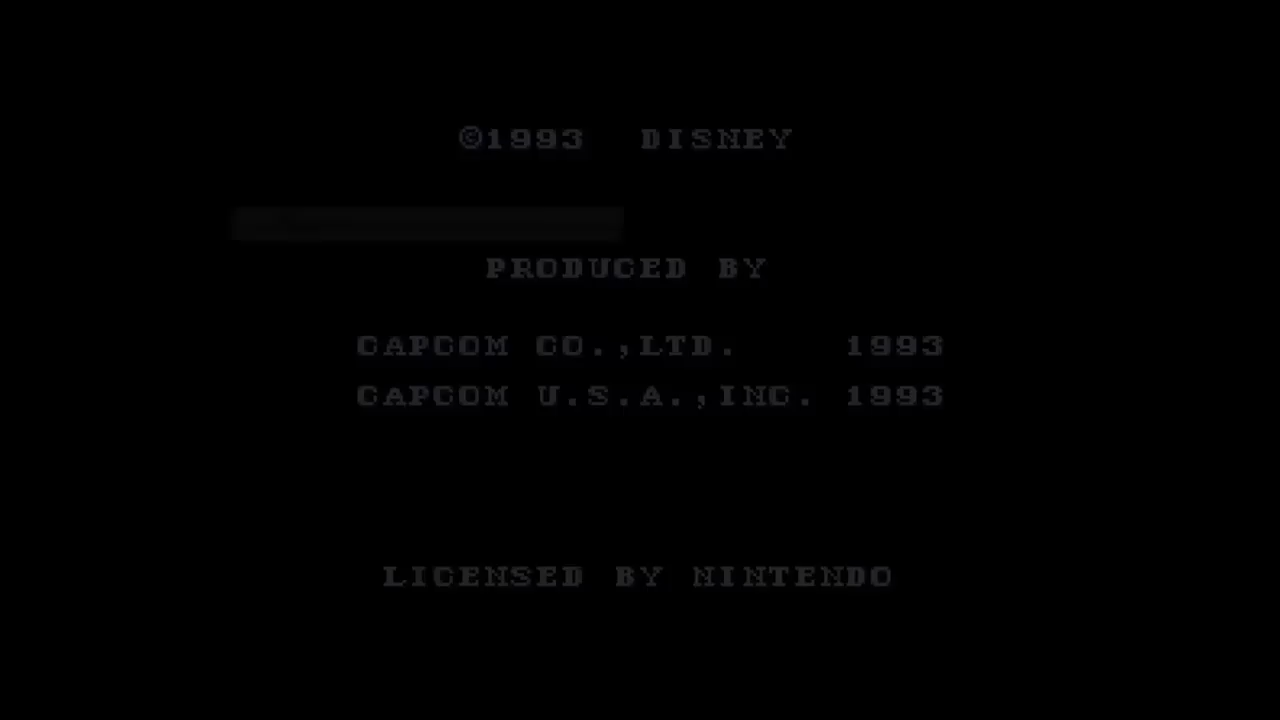 ©1993 DISNEY
PRODUCED BY
CAPCOM CO.,LTD. 1993
CAPCOM U.S.A.,INC. 1993
LICENSED BY NINTENDO